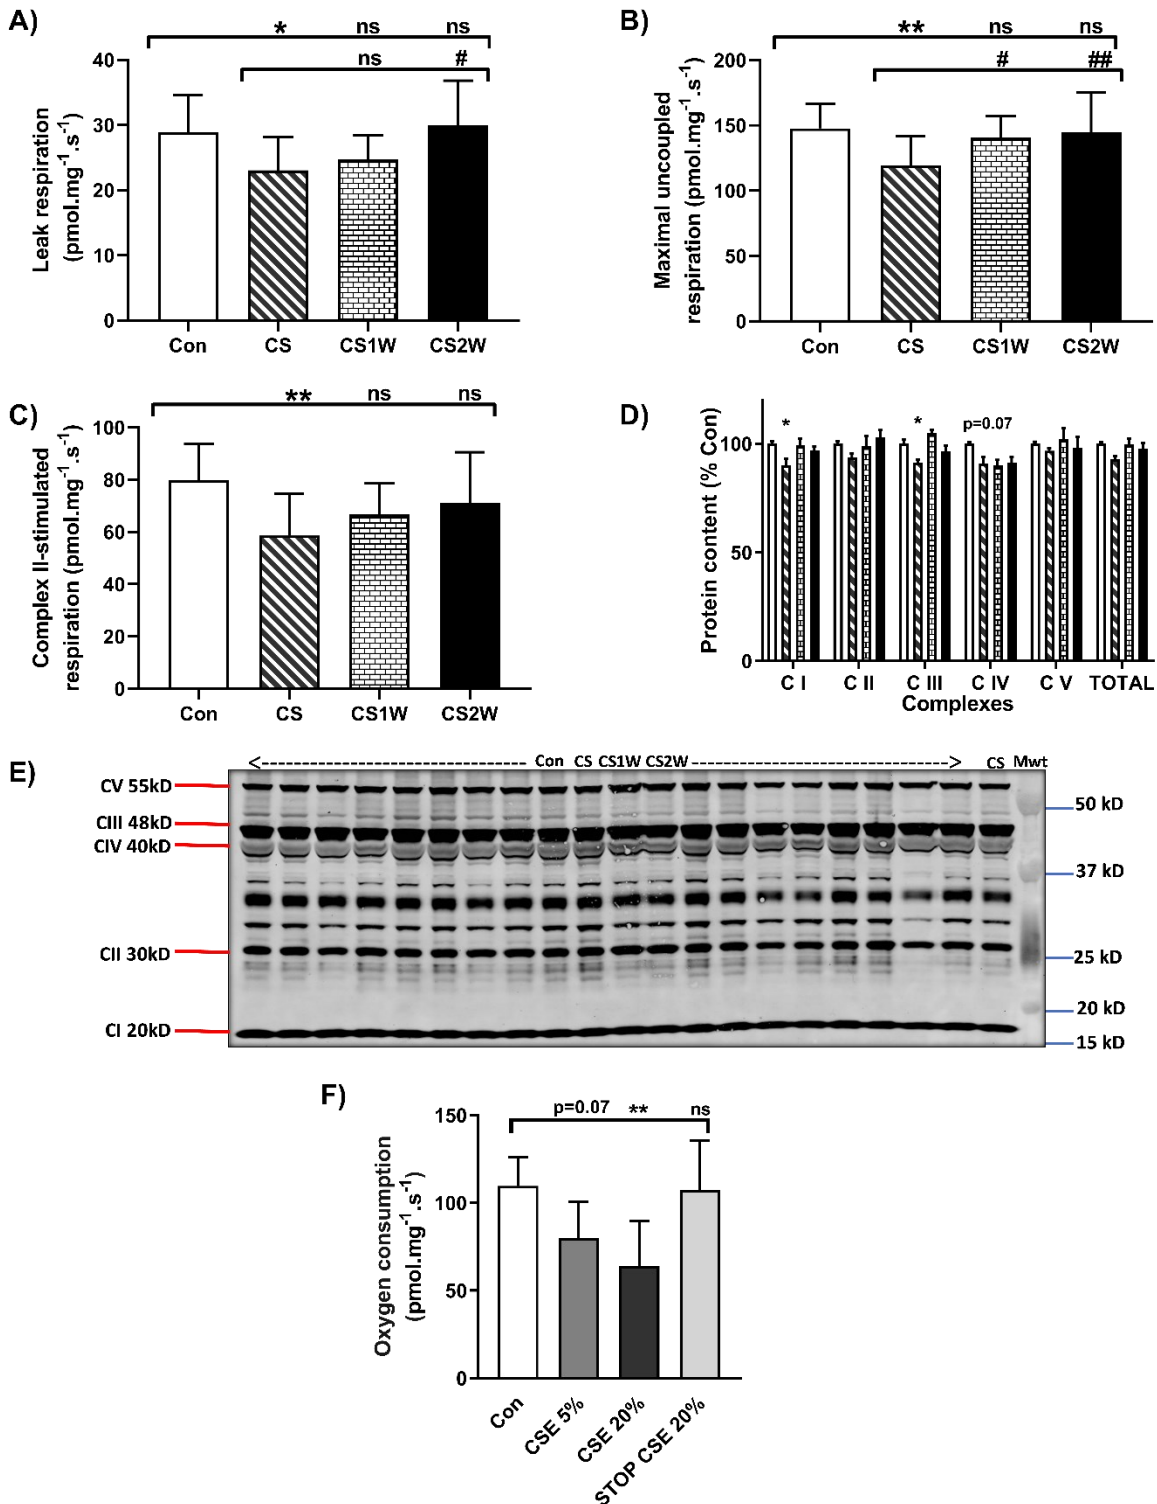 A)
* ns ns
ns #
Leak respiration
(pmol.mg⁻¹.s⁻¹)
40
30
20
10
0
Con CS CS1W CS2W
B)
** ns ns
# ##
Maximal uncoupled
respiration (pmol.mg⁻¹.s⁻¹)
200
150
100
50
0
Con CS CS1W CS2W
C)
** ns ns
Complex II-stimulated
respiration (pmol.mg⁻¹.s⁻¹)
100
80
60
40
20
0
Con CS CS1W CS2W
D)
* * p=0.07
Protein content (% Con)
100
50
0
C I C II C III C IV C V TOTAL
Complexes
E)
Con CS CS1W CS2W CS Mwt
CV 55kD
CIII 48kD
CIV 40kD
CII 30kD
CI 20kD
50 kD
37 kD
25 kD
20 kD
15 kD
F)
p=0.07 ** ns
Oxygen consumption
(pmol.mg⁻¹.s⁻¹)
150
100
50
0
Con
CSE 5%
CSE 20%
STOP CSE 20%